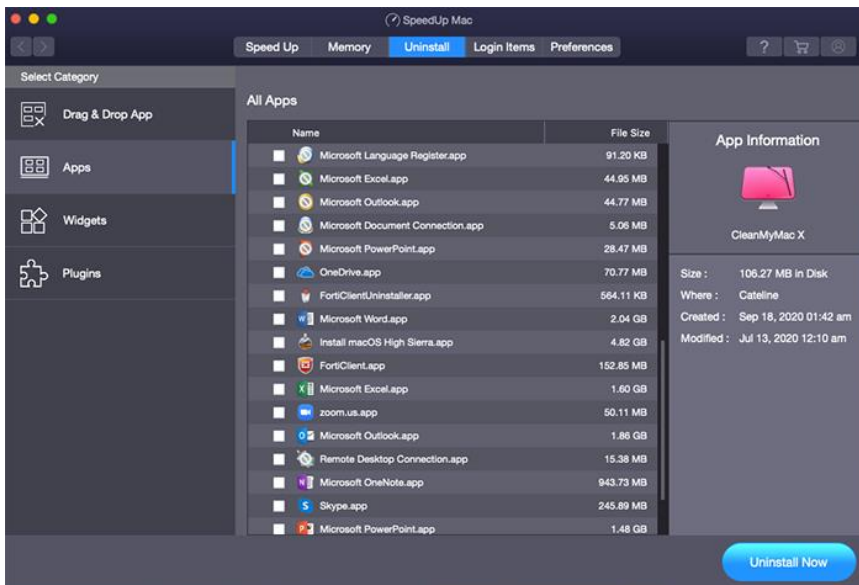 SpeedUp Mac
Speed Up Memory Uninstall Login Items Preferences ?
Select Category
Drag & Drop App
Apps
Widgets
Plugins
All Apps
Name File Size
Microsoft Language Register.app 91.20 KB
Microsoft Excel.app 44.95 MB
Microsoft Outlook.app 44.77 MB
Microsoft Document Connection.app 5.06 MB
Microsoft PowerPoint.app 28.47 MB
OneDrive.app 70.77 MB
FortiClientUninstaller.app 564.11 KB
Microsoft Word.app 2.04 GB
Install macOS High Sierra.app 4.82 GB
FortiClient.app 152.85 MB
Microsoft Excel.app 1.60 GB
zoom.us.app 50.11 MB
Microsoft Outlook.app 1.86 GB
Remote Desktop Connection.app 15.38 MB
Microsoft OneNote.app 943.73 MB
Skype.app 245.89 MB
Microsoft PowerPoint.app 1.48 GB
App Information
CleanMyMac X
Size : 106.27 MB in Disk
Where : Cateline
Created : Sep 18, 2020 01:42 am
Modified : Jul 13, 2020 12:10 am
Uninstall Now